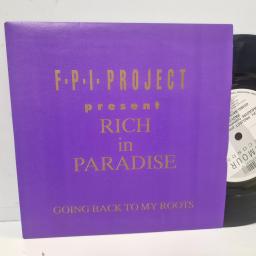 F·P·I· PROJECT
present
RICH
in
PARADISE
GOING BACK TO MY ROOTS